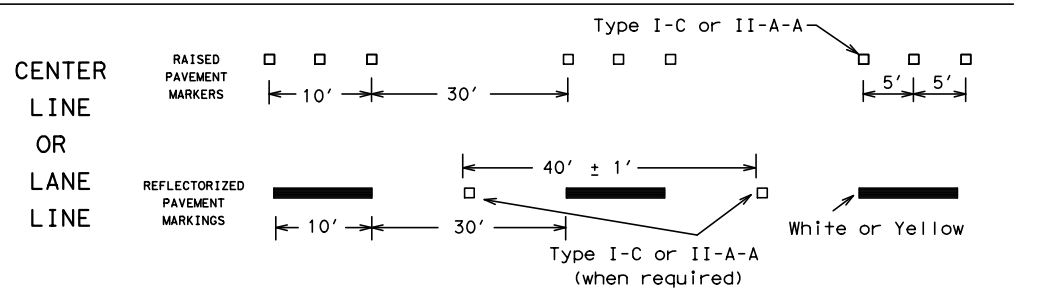 Type I-C or II-A-A
CENTER
LINE
OR
LANE
LINE
RAISED
PAVEMENT
MARKERS
10'
30'
5'
5'
40' ± 1'
REFLECTORIZED
PAVEMENT
MARKINGS
10'
30'
Type I-C or II-A-A
(when required)
White or Yellow